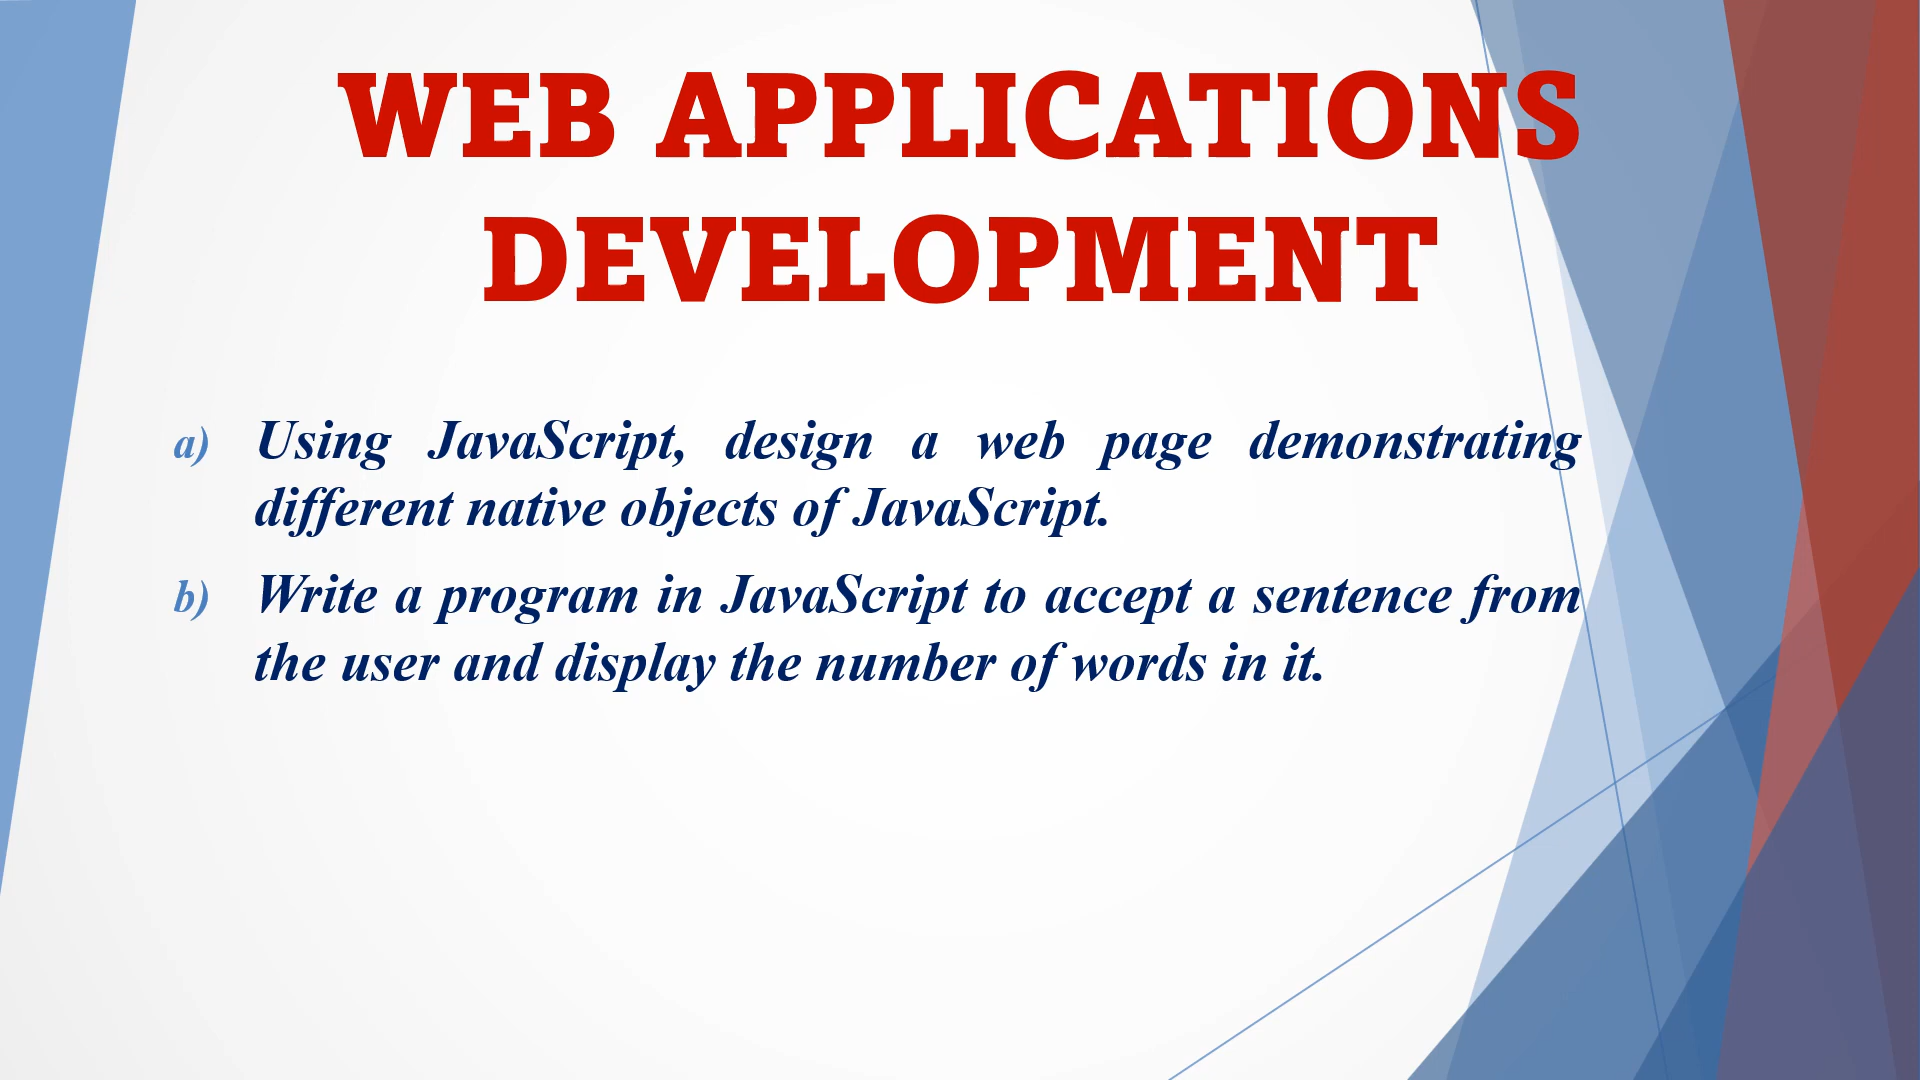 WEB APPLICATIONS
DEVELOPMENT
a) Using JavaScript, design a web page demonstrating
different native objects of JavaScript.
b) Write a program in JavaScript to accept a sentence from
the user and display the number of words in it.